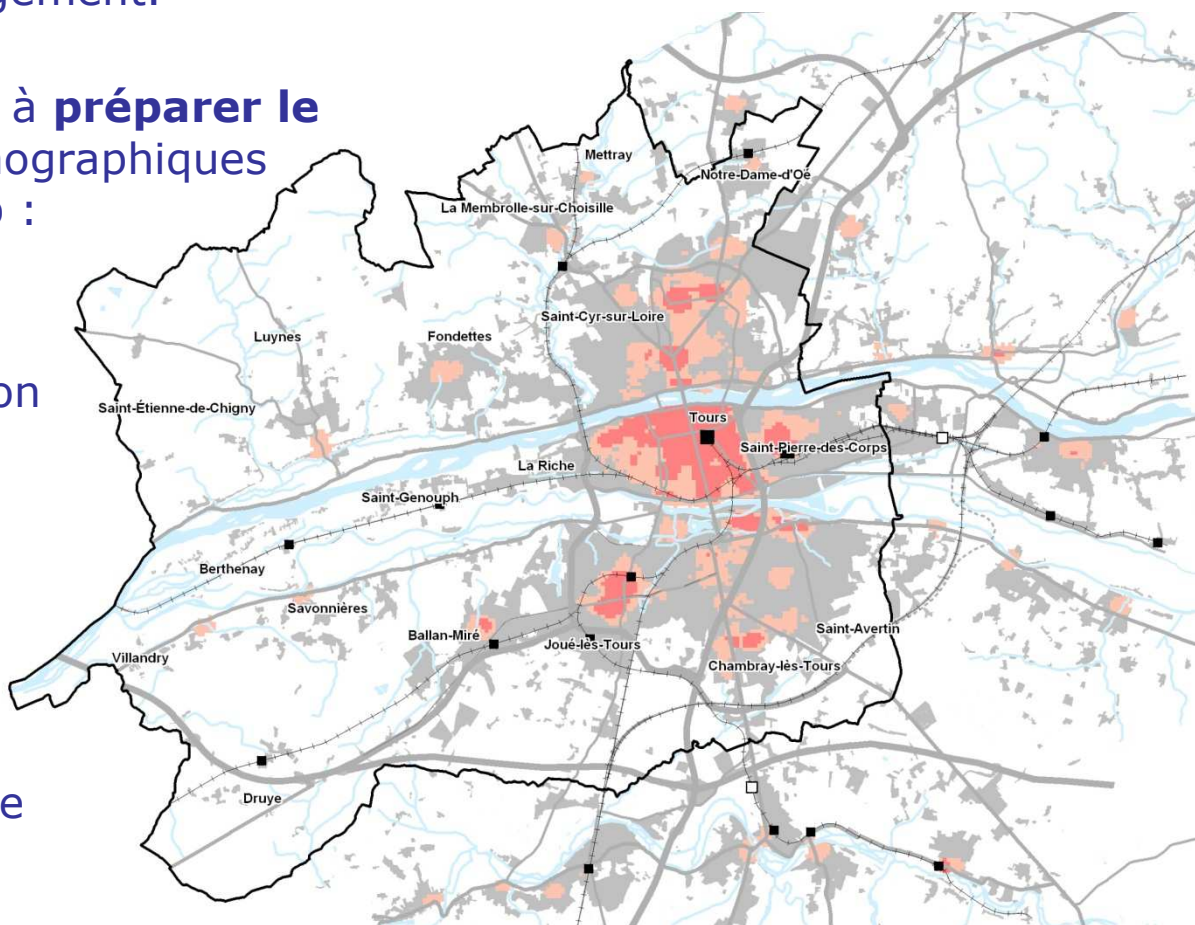 gement.
à préparer le
nographiques
o :
on
e
Mettray
Notre-Dame-d'Oé
La Membrolle-sur-Choisille
Saint-Cyr-sur-Loire
Luynes
Fondettes
Saint-Étienne-de-Chigny
Tours
Saint-Pierre-des-Corps
La Riche
Saint-Genouph
Berthenay
Savonnières
Ballan-Miré
Joué-lès-Tours
Saint-Avertin
Villandry
Chambray-lès-Tours
Druye